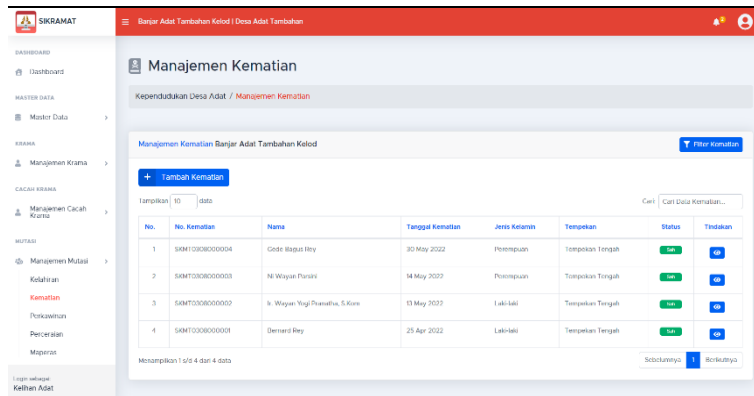 SIKRAMAT
Banjar Adat Tambahan Kelod | Desa Adat Tambahan
DASHBOARD
Dashboard
MASTER DATA
Master Data
KRAMA
Manajemen Krama
CACAH KRAMA
Manajemen Cacah
Krama
MUTASI
Manajemen Mutasi
Kelahiran
Kematian
Perkawinan
Perceraian
Maperas
Login sebagai
Kelihan Adat
Manajemen Kematian
Kependudukan Desa Adat / Manajemen Kematian
Manajemen Kematian Banjar Adat Tambahan Kelod
Filter Kematian
+ Tambah Kematian
Tampilkan 10 data
Cari Cari Data Kematian...
No. No. Kematian Nama Tanggal Kematian Jenis Kelamin Tempekan Status Tindakan
1 SKMT0308000004 Gede Bagus Rey 30 May 2022 Perempuan Tempekan Tengah Sah
2 SKMT0308000003 Ni Wayan Parsini 14 May 2022 Perempuan Tempekan Tengah Sah
3 SKMT0308000002 Ir. Wayan Yogi Pramatha, S.Kom 13 May 2022 Laki-laki Tempekan Tengah Sah
4 SKMT0308000001 Bernard Rey 25 Apr 2022 Laki-laki Tempekan Tengah Sah
Menampilkan 1 s/d 4 dari 4 data
Sebelumnya 1 Berikutnya